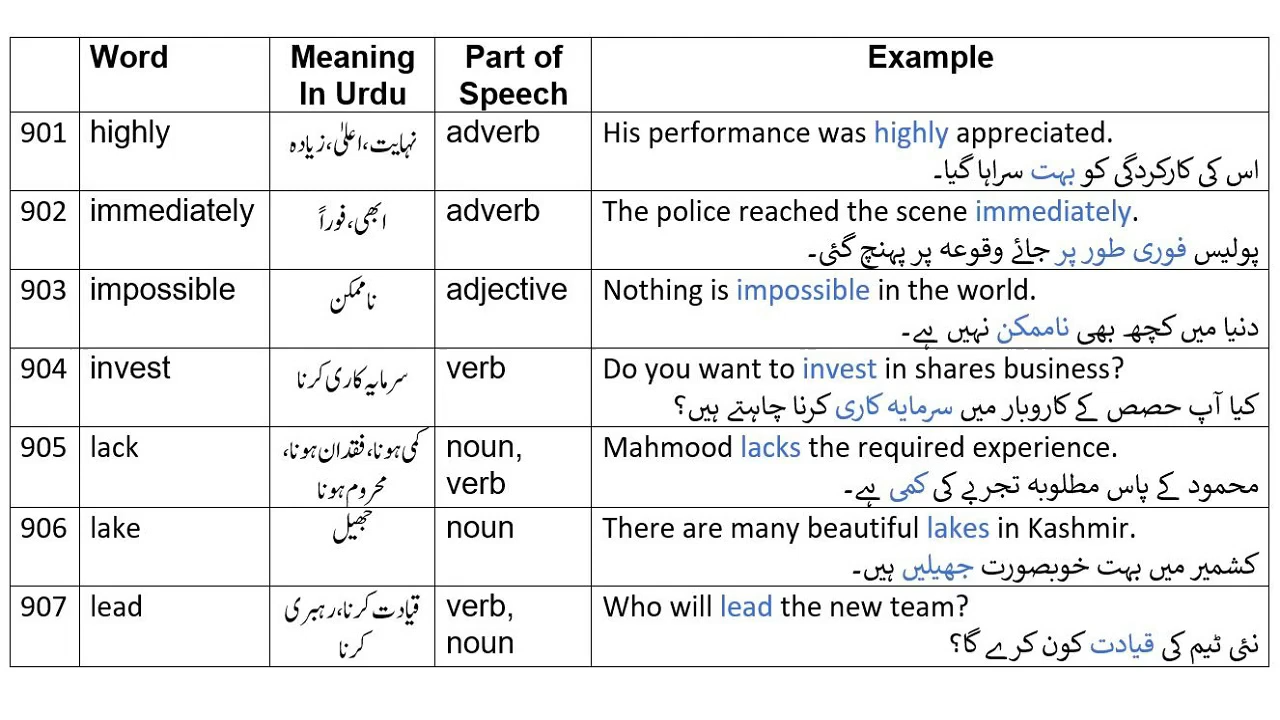 Word Meaning In Urdu Part of Speech Example
901 highly نہایت،اعلیٰ،زیادہ adverb His performance was highly appreciated.
اس کی کارکردگی کو بہت سراہا گیا۔
902 immediately ابھی،فوراً adverb The police reached the scene immediately.
پولیس فوری طور پر جائے وقوعہ پر پہنچ گئی۔
903 impossible ناممکن adjective Nothing is impossible in the world.
دنیا میں کچھ بھی ناممکن نہیں ہے۔
904 invest سرمایہ کاری کرنا verb Do you want to invest in shares business?
کیا آپ حصص کے کاروبار میں سرمایہ کاری کرنا چاہتے ہیں؟
905 lack کمی ہونا،فقدان ہونا، noun, Mahmood lacks the required experience.
محروم ہونا verb محمود کے پاس مطلوبہ تجربے کی کمی ہے۔
906 lake جھیل noun There are many beautiful lakes in Kashmir.
کشمیر میں بہت خوبصورت جھیلیں ہیں۔
907 lead قیادت کرنا،رہبری verb, Who will lead the new team?
کرنا noun نئی ٹیم کی قیادت کون کرے گا؟